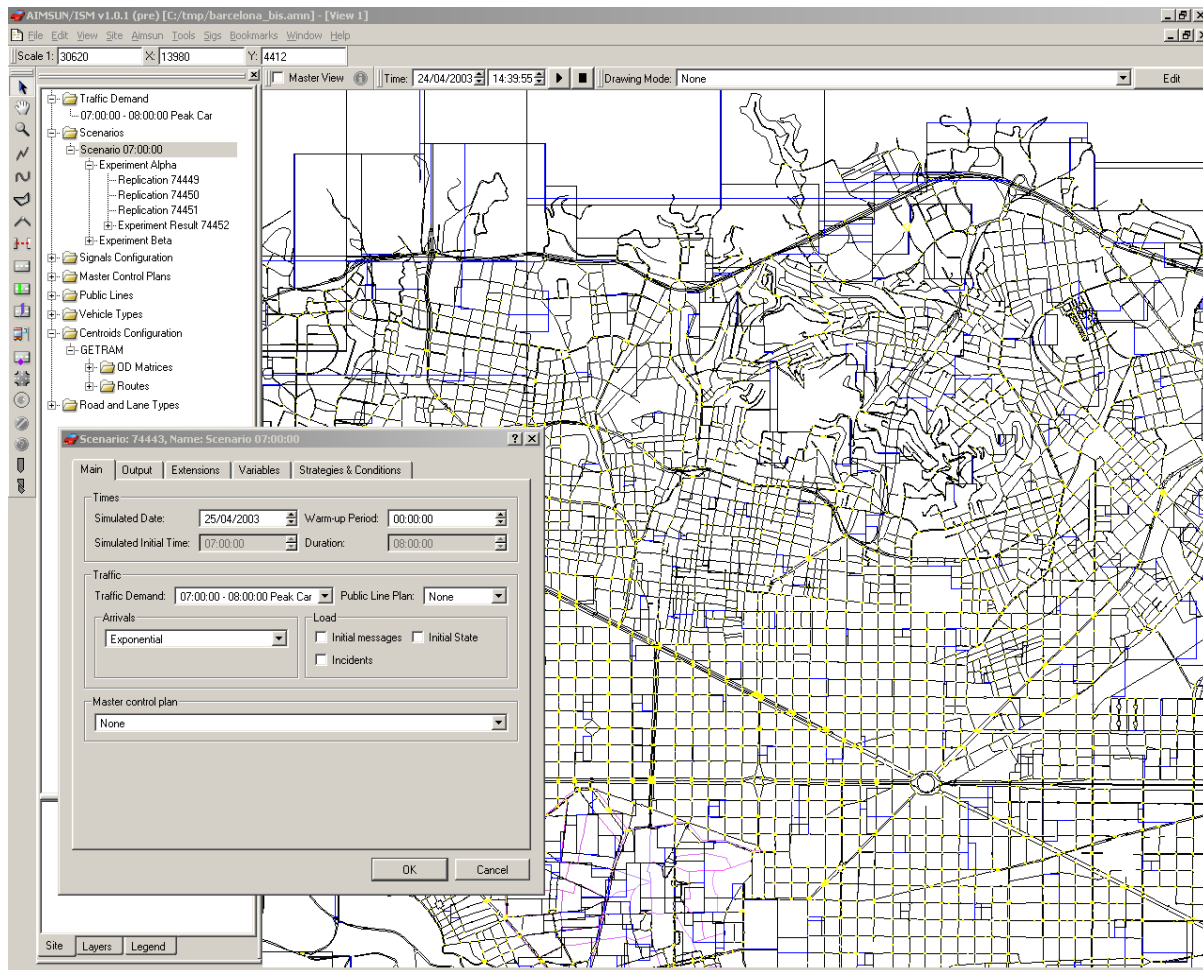 AIMSUN/ISM v1.0.1 (pre) [C:/tmp/barcelona_bis.amn] - [View 1]
File Edit View Site Aimsun Tools Sigs Bookmarks Window Help
Scale 1: 30620 X: 13980 Y: 4412
Master View Time: 24/04/2003 14:39:55 Drawing Mode: None Edit
Traffic Demand
07:00:00 - 08:00:00 Peak Car
Scenarios
Scenario 07:00:00
Experiment Alpha
Replication 74449
Replication 74450
Replication 74451
Experiment Result 74452
Experiment Beta
Signals Configuration
Master Control Plans
Public Lines
Vehicle Types
Centroids Configuration
GETRAM
OD Matrices
Routes
Road and Lane Types
Scenario: 74443, Name: Scenario 07:00:00
Main Output Extensions Variables Strategies & Conditions
Times
Simulated Date: 25/04/2003 Warm-up Period: 00:00:00
Simulated Initial Time: 07:00:00 Duration: 08:00:00
Traffic
Traffic Demand: 07:00:00 - 08:00:00 Peak Car Public Line Plan: None
Arrivals Load
Exponential Initial messages Initial State
Incidents
Master control plan
None
OK Cancel
Site Layers Legend